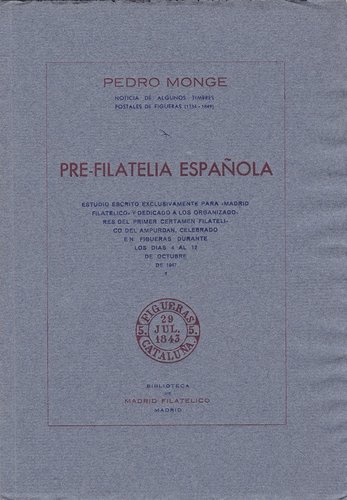 PEDRO MONGE
NOTICIA DE ALGUNOS TIMBRES
POSTALES DE FIGUERAS (1134-1849)
PRE-FILATELIA ESPAÑOLA
ESTUDIO ESCRITO EXCLUSIVAMENTE PARA «MADRID
FILATELICO» Y DEDICADO A LOS ORGANIZADO-
RES DEL PRIMER CERTAMEN FILATELI-
CO DEL AMPURDAN, CELEBRADO
EN FIGUERAS DURANTE
LOS DIAS 4 AL 12
DE OCTUBRE
DE 1947
FIGUERAS
5. 29 5.
JUL.
1843
CATALUÑA.
BIBLIOTECA
DE
MADRID FILATELICO
MADRID